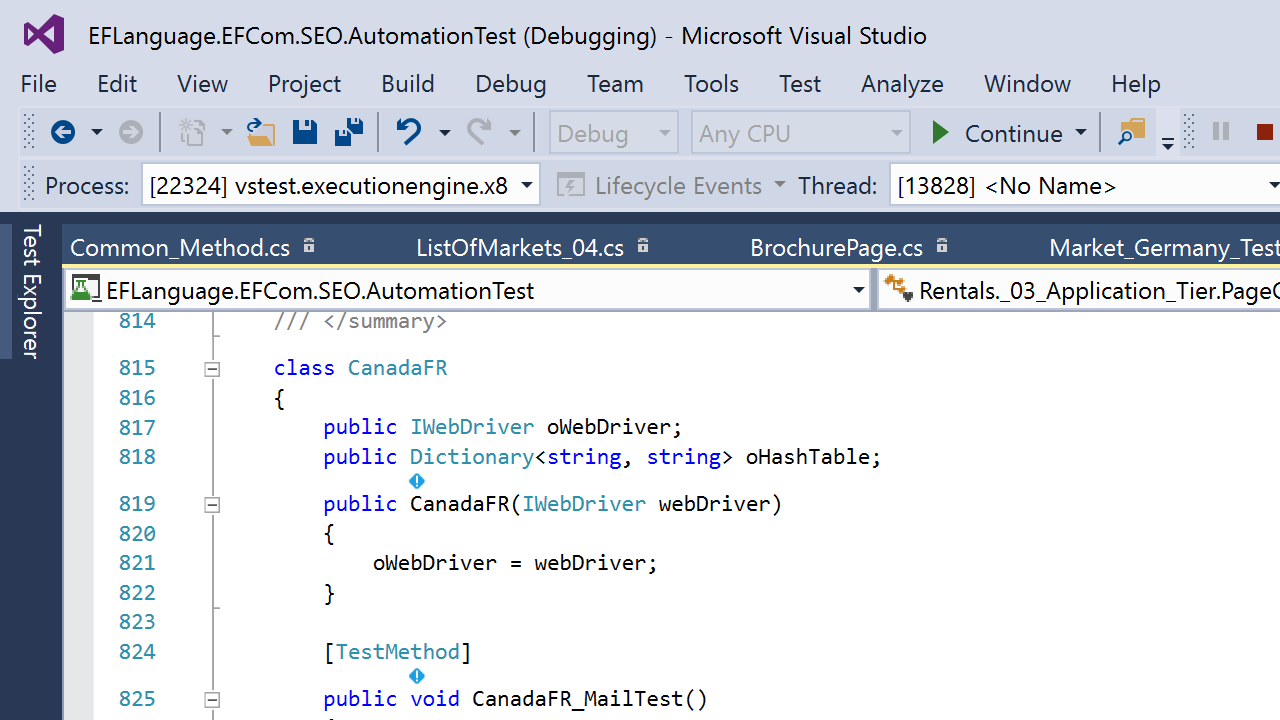 EFLanguage.EFCom.SEO.AutomationTest (Debugging) - Microsoft Visual Studio
File Edit View Project Build Debug Team Tools Test Analyze Window Help
Debug Any CPU Continue
Process: [22324] vstest.executionengine.x8 Lifecycle Events Thread: [13828] <No Name>
Test Explorer
Common_Method.cs ListOfMarkets_04.cs BrochurePage.cs Market_Germany_Test
EFLanguage.EFCom.SEO.AutomationTest Rentals._03_Application_Tier.Page
814 /// </summary>
815 class CanadaFR
816 {
817 public IWebDriver oWebDriver;
818 public Dictionary<string, string> oHashTable;
819 public CanadaFR(IWebDriver webDriver)
820 {
821 oWebDriver = webDriver;
822 }
823
824 [TestMethod]
825 public void CanadaFR_MailTest()